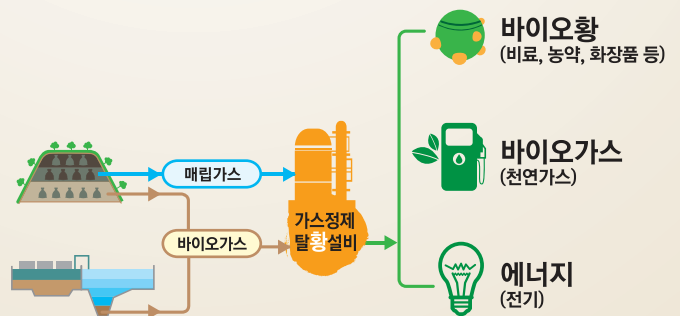 바이오황
(비료, 농약, 화장품 등)
매립가스
바이오가스
가스정제
탈황설비
바이오가스
(천연가스)
에너지
(전기)